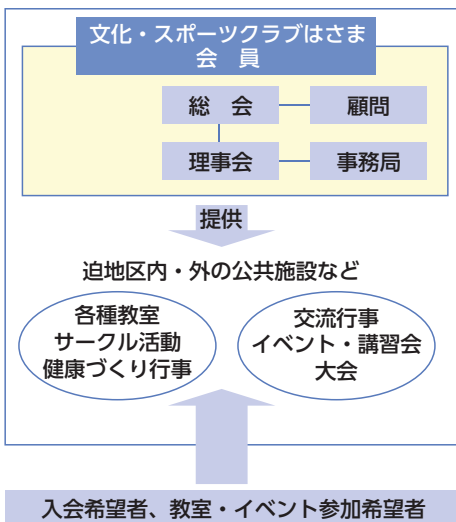 文化・スポーツクラブはさま
会　員
総　会
顧問
理事会
事務局
提供
迫地区内・外の公共施設など
各種教室
サークル活動
健康づくり行事
交流行事
イベント・講習会
大会
入会希望者、教室・イベント参加希望者